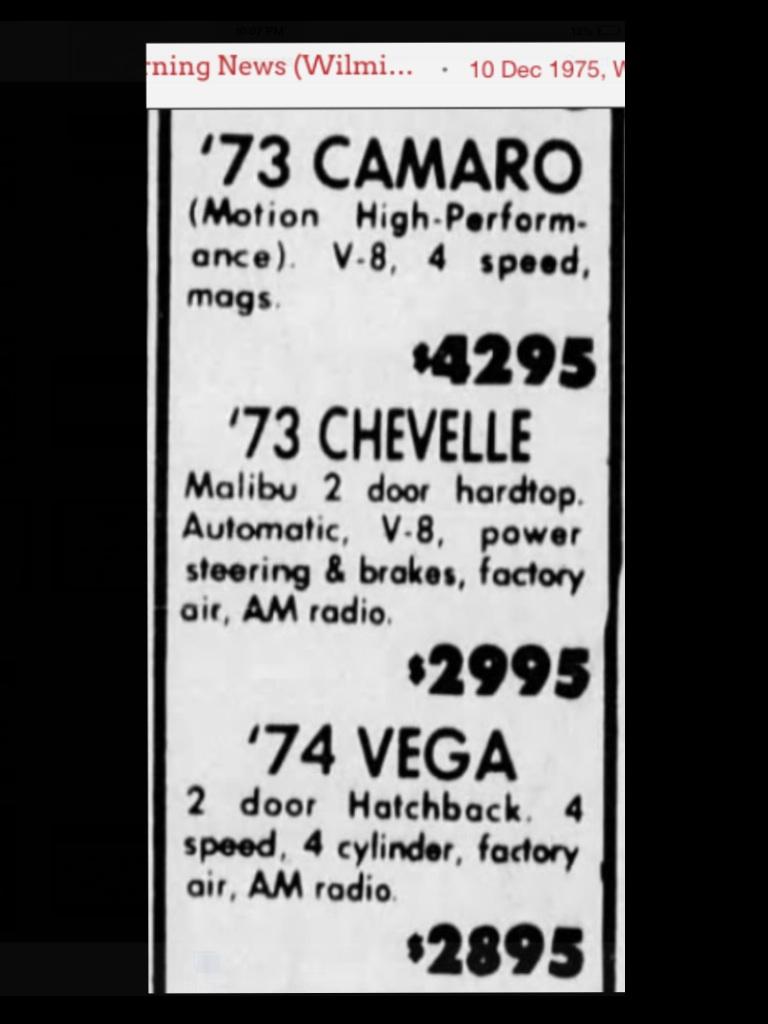 rning News (Wilmi... · 10 Dec 1975, W
'73 CAMARO
(Motion High-Perform-
ance). V-8, 4 speed,
mags.
$4295
'73 CHEVELLE
Malibu 2 door hardtop.
Automatic, V-8, power
steering & brakes, factory
air, AM radio.
$2995
'74 VEGA
2 door Hatchback. 4
speed, 4 cylinder, factory
air, AM radio.
$2895